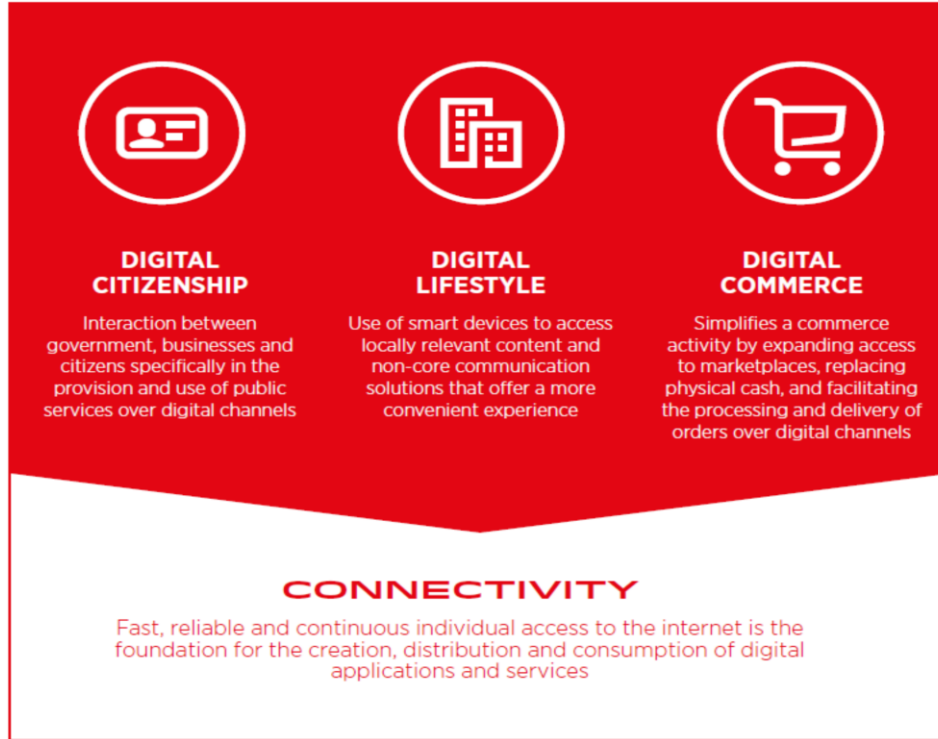 DIGITAL
CITIZENSHIP
Interaction between
government, businesses and
citizens specifically in the
provision and use of public
services over digital channels
DIGITAL
LIFESTYLE
Use of smart devices to access
locally relevant content and
non-core communication
solutions that offer a more
convenient experience
DIGITAL
COMMERCE
Simplifies a commerce
activity by expanding access
to marketplaces, replacing
physical cash, and facilitating
the processing and delivery of
orders over digital channels
CONNECTIVITY
Fast, reliable and continuous individual access to the internet is the
foundation for the creation, distribution and consumption of digital
applications and services